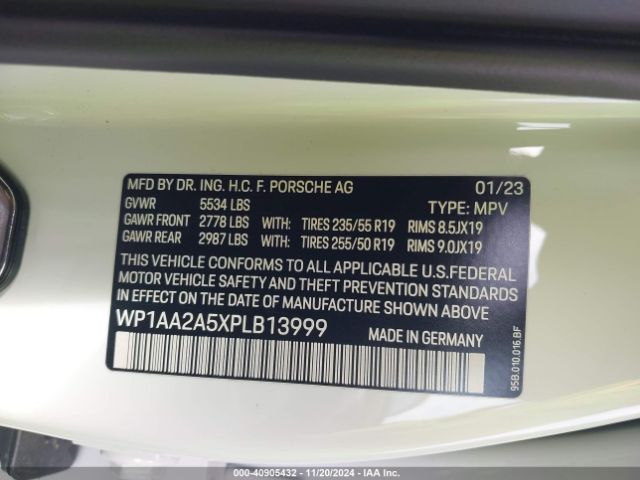 MFD BY DR. ING. H.C. F. PORSCHE AG 01/23
GVWR 5534 LBS TYPE: MPV
GAWR FRONT 2778 LBS WITH: TIRES 235/55 R19 RIMS 8.5JX19
GAWR REAR 2987 LBS WITH: TIRES 255/50 R19 RIMS 9.0JX19
THIS VEHICLE CONFORMS TO ALL APPLICABLE U.S.FEDERAL
MOTOR VEHICLE SAFETY AND THEFT PREVENTION STANDARDS
IN EFFECT ON THE DATE OF MANUFACTURE SHOWN ABOVE
WP1AA2A5XPLB13999 MADE IN GERMANY
95B.010.016.BF
000-40905432 - 11/20/2024 - IAA Inc.